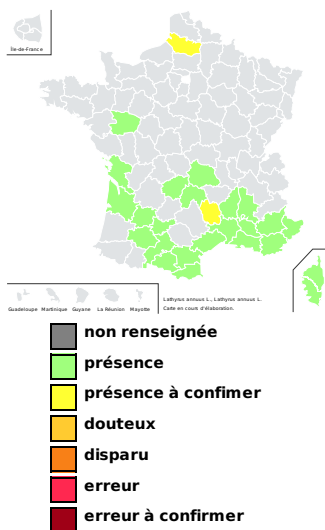 Île-de-France
Guadeloupe Martinique Guyane La Réunion Mayotte
Lathyrus annuus L., Lathyrus annuus L.
Carte en cours d'élaboration.
non renseignée
présence
présence à confimer
douteux
disparu
erreur
erreur à confirmer